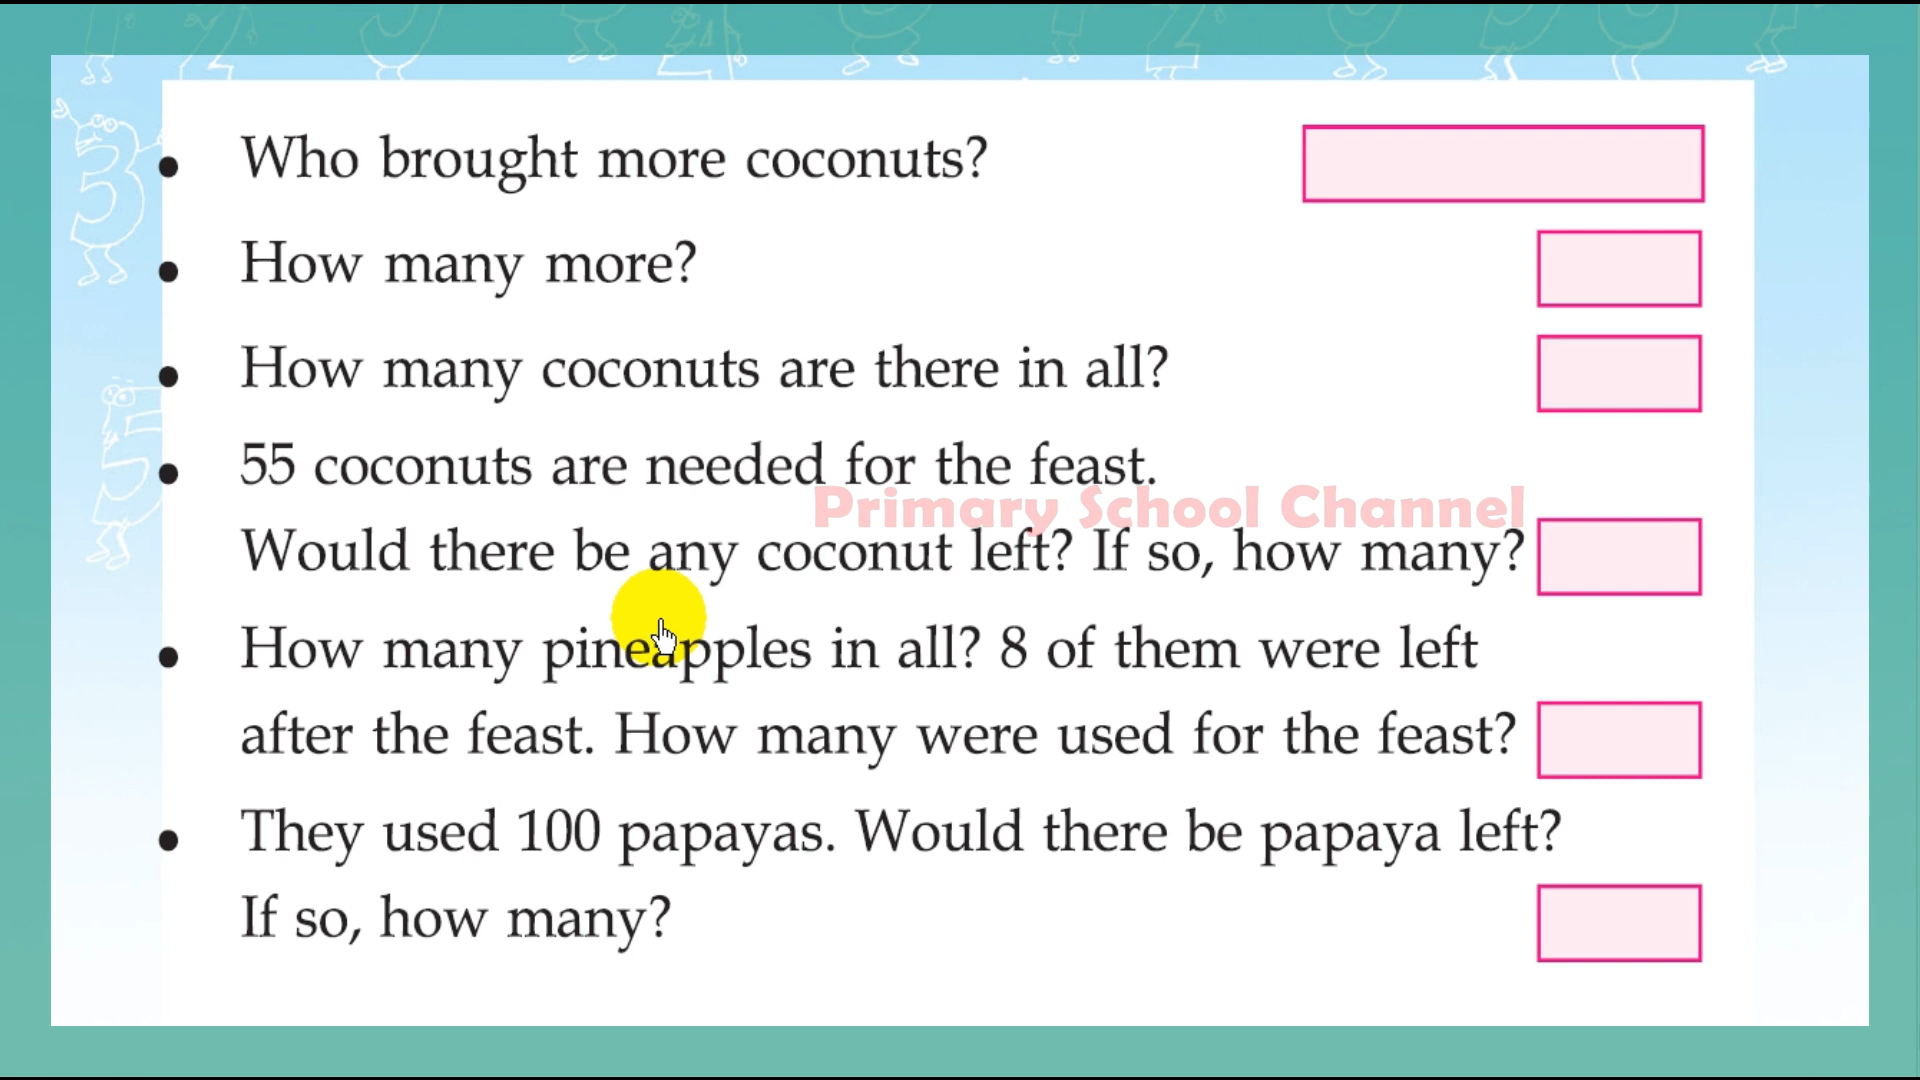 • Who brought more coconuts?
• How many more?
• How many coconuts are there in all?
• 55 coconuts are needed for the feast.
Primary School Channel
Would there be any coconut left? If so, how many?
• How many pineapples in all? 8 of them were left
after the feast. How many were used for the feast?
• They used 100 papayas. Would there be papaya left?
If so, how many?